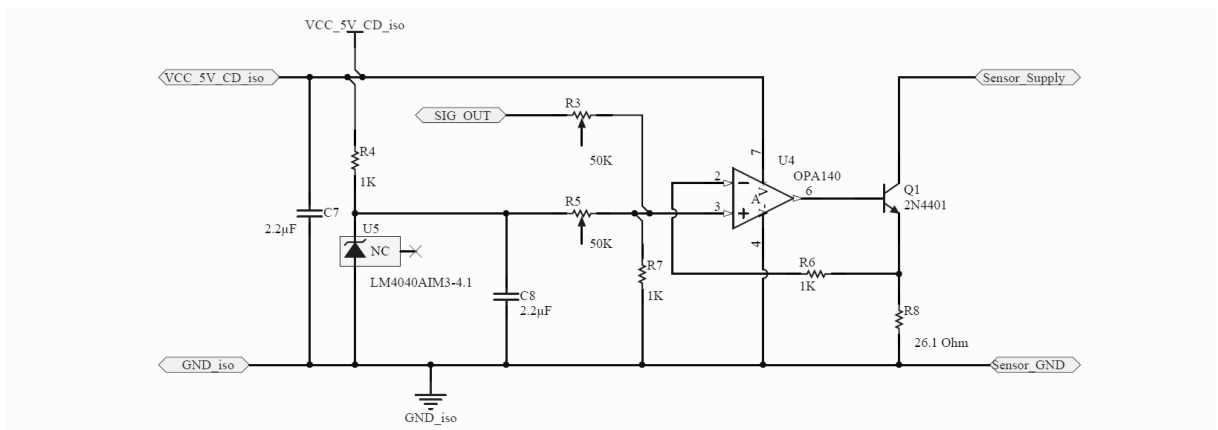 VCC_5V_CD_iso
VCC_5V_CD_iso
Sensor_Supply
R3
SIG_OUT
50K
R4
1K
7
U4
OPA140
2
6
Q1
2N4401
A
V
V-
3
R5
50K
C7
2.2µF
U5
NC
LM4040AIM3-4.1
4
R7
1K
R6
1K
C8
2.2µF
R8
26.1 Ohm
GND_iso
Sensor_GND
GND_iso